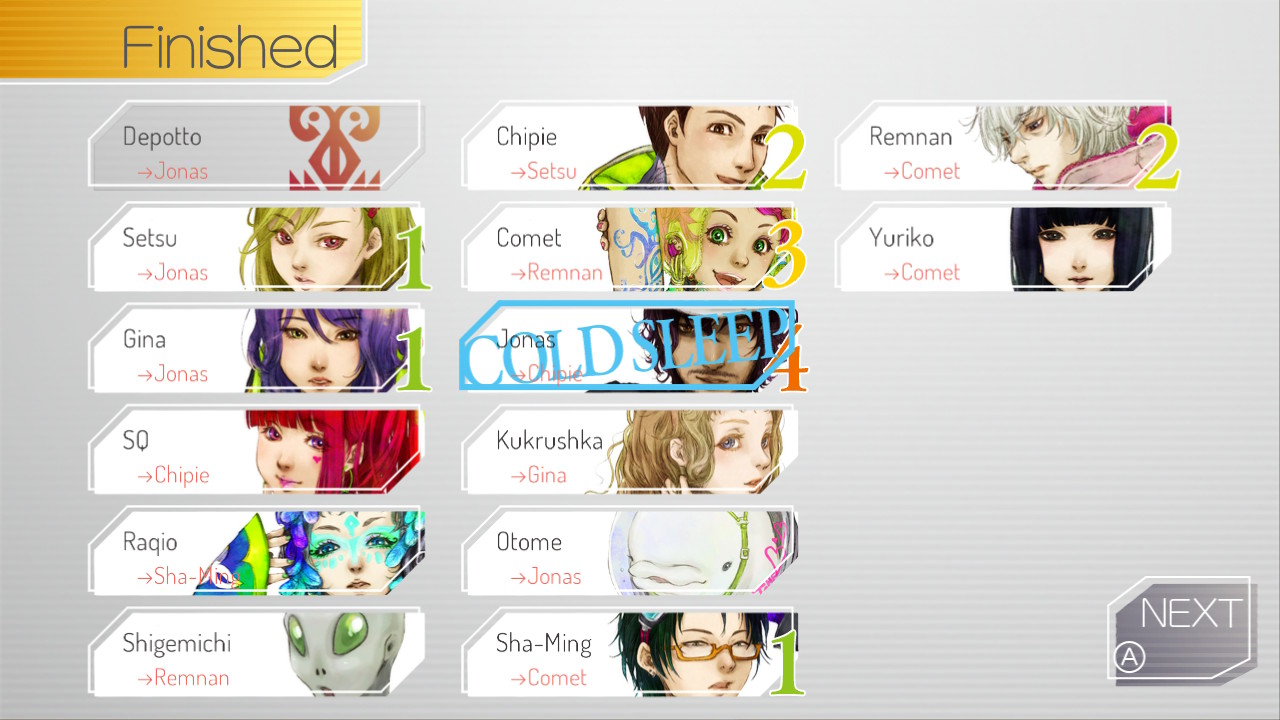 Finished
Depotto
→Jonas
Setsu
→Jonas
1
Gina
→Jonas
1
SQ
→Chipie
Raqio
→Sha-Ming
Shigemichi
→Remnan
Chipie
→Setsu
2
Comet
→Remnan
3
Jonas
→Chipie
COLD SLEEP
4
Kukrushka
→Gina
Otome
→Jonas
Sha-Ming
→Comet
1
Remnan
→Comet
2
Yuriko
→Comet
NEXT
A